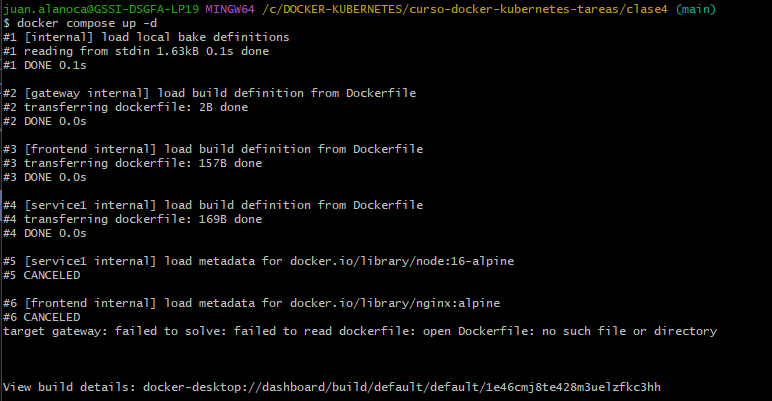 juan.alanoca@GSSI-DSGFA-LP19 MINGW64 /c/DOCKER-KUBERNETES/curso-docker-kubernetes-tareas/clase4 (main)
$ docker compose up -d
#1 [internal] load local bake definitions
#1 reading from stdin 1.63kB 0.1s done
#1 DONE 0.1s
#2 [gateway internal] load build definition from Dockerfile
#2 transferring dockerfile: 2B done
#2 DONE 0.0s
#3 [frontend internal] load build definition from Dockerfile
#3 transferring dockerfile: 157B done
#3 DONE 0.0s
#4 [service1 internal] load build definition from Dockerfile
#4 transferring dockerfile: 169B done
#4 DONE 0.0s
#5 [service1 internal] load metadata for docker.io/library/node:16-alpine
#5 CANCELED
#6 [frontend internal] load metadata for docker.io/library/nginx:alpine
#6 CANCELED
target gateway: failed to solve: failed to read dockerfile: open Dockerfile: no such file or directory
View build details: docker-desktop://dashboard/build/default/default/1e46cmj8te428m3uelzfkc3hh